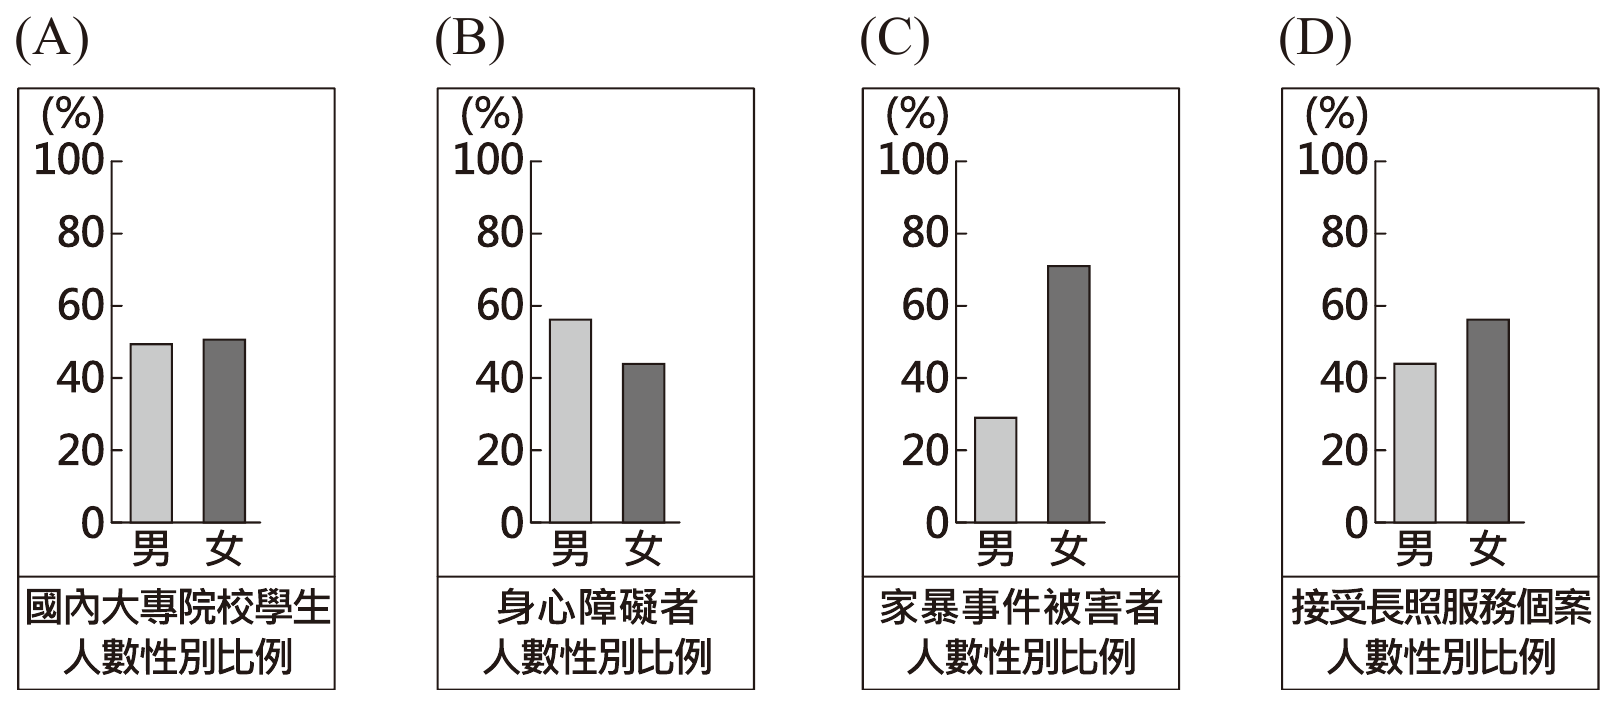 (A)
(%)
100
80
60
40
20
0
男 女
國內大專院校學生
人數性別比例
(B)
(%)
100
80
60
40
20
0
男 女
身心障礙者
人數性別比例
(C)
(%)
100
80
60
40
20
0
男 女
家暴事件被害者
人數性別比例
(D)
(%)
100
80
60
40
20
0
男 女
接受長照服務個案
人數性別比例